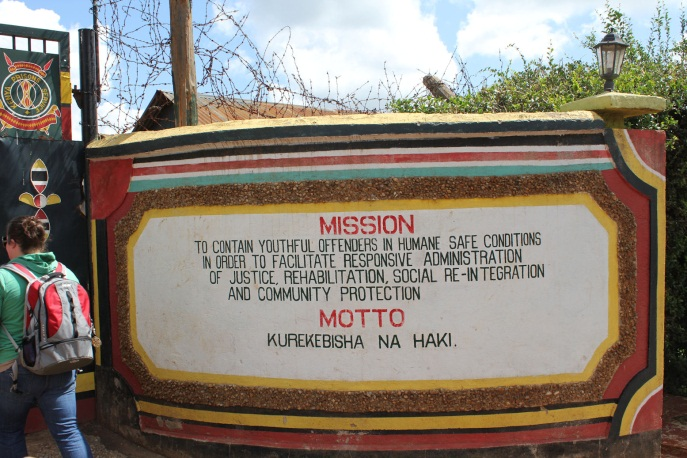 MISSION
TO CONTAIN YOUTHFUL OFFENDERS IN HUMANE SAFE CONDITIONS
IN ORDER TO FACILITATE RESPONSIVE ADMINISTRATION
OF JUSTICE, REHABILITATION, SOCIAL RE-INTEGRATION
AND COMMUNITY PROTECTION
MOTTO
KUREKEBISHA NA HAKI.